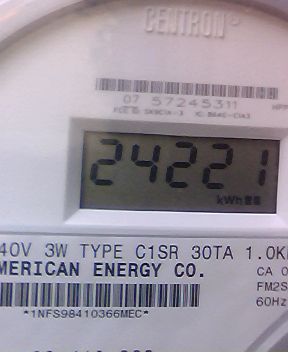 CENTRON
07 57245311
24221
kWh
40V 3W TYPE C1SR 30TA 1.0K
MERICAN ENERGY CO.
CA 0
FM2S
60Hz
*1NFS98410366MEC*